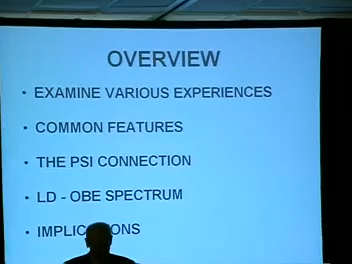 OVERVIEW
• EXAMINE VARIOUS EXPERIENCES
• COMMON FEATURES
• THE PSI CONNECTION
• LD - OBE SPECTRUM